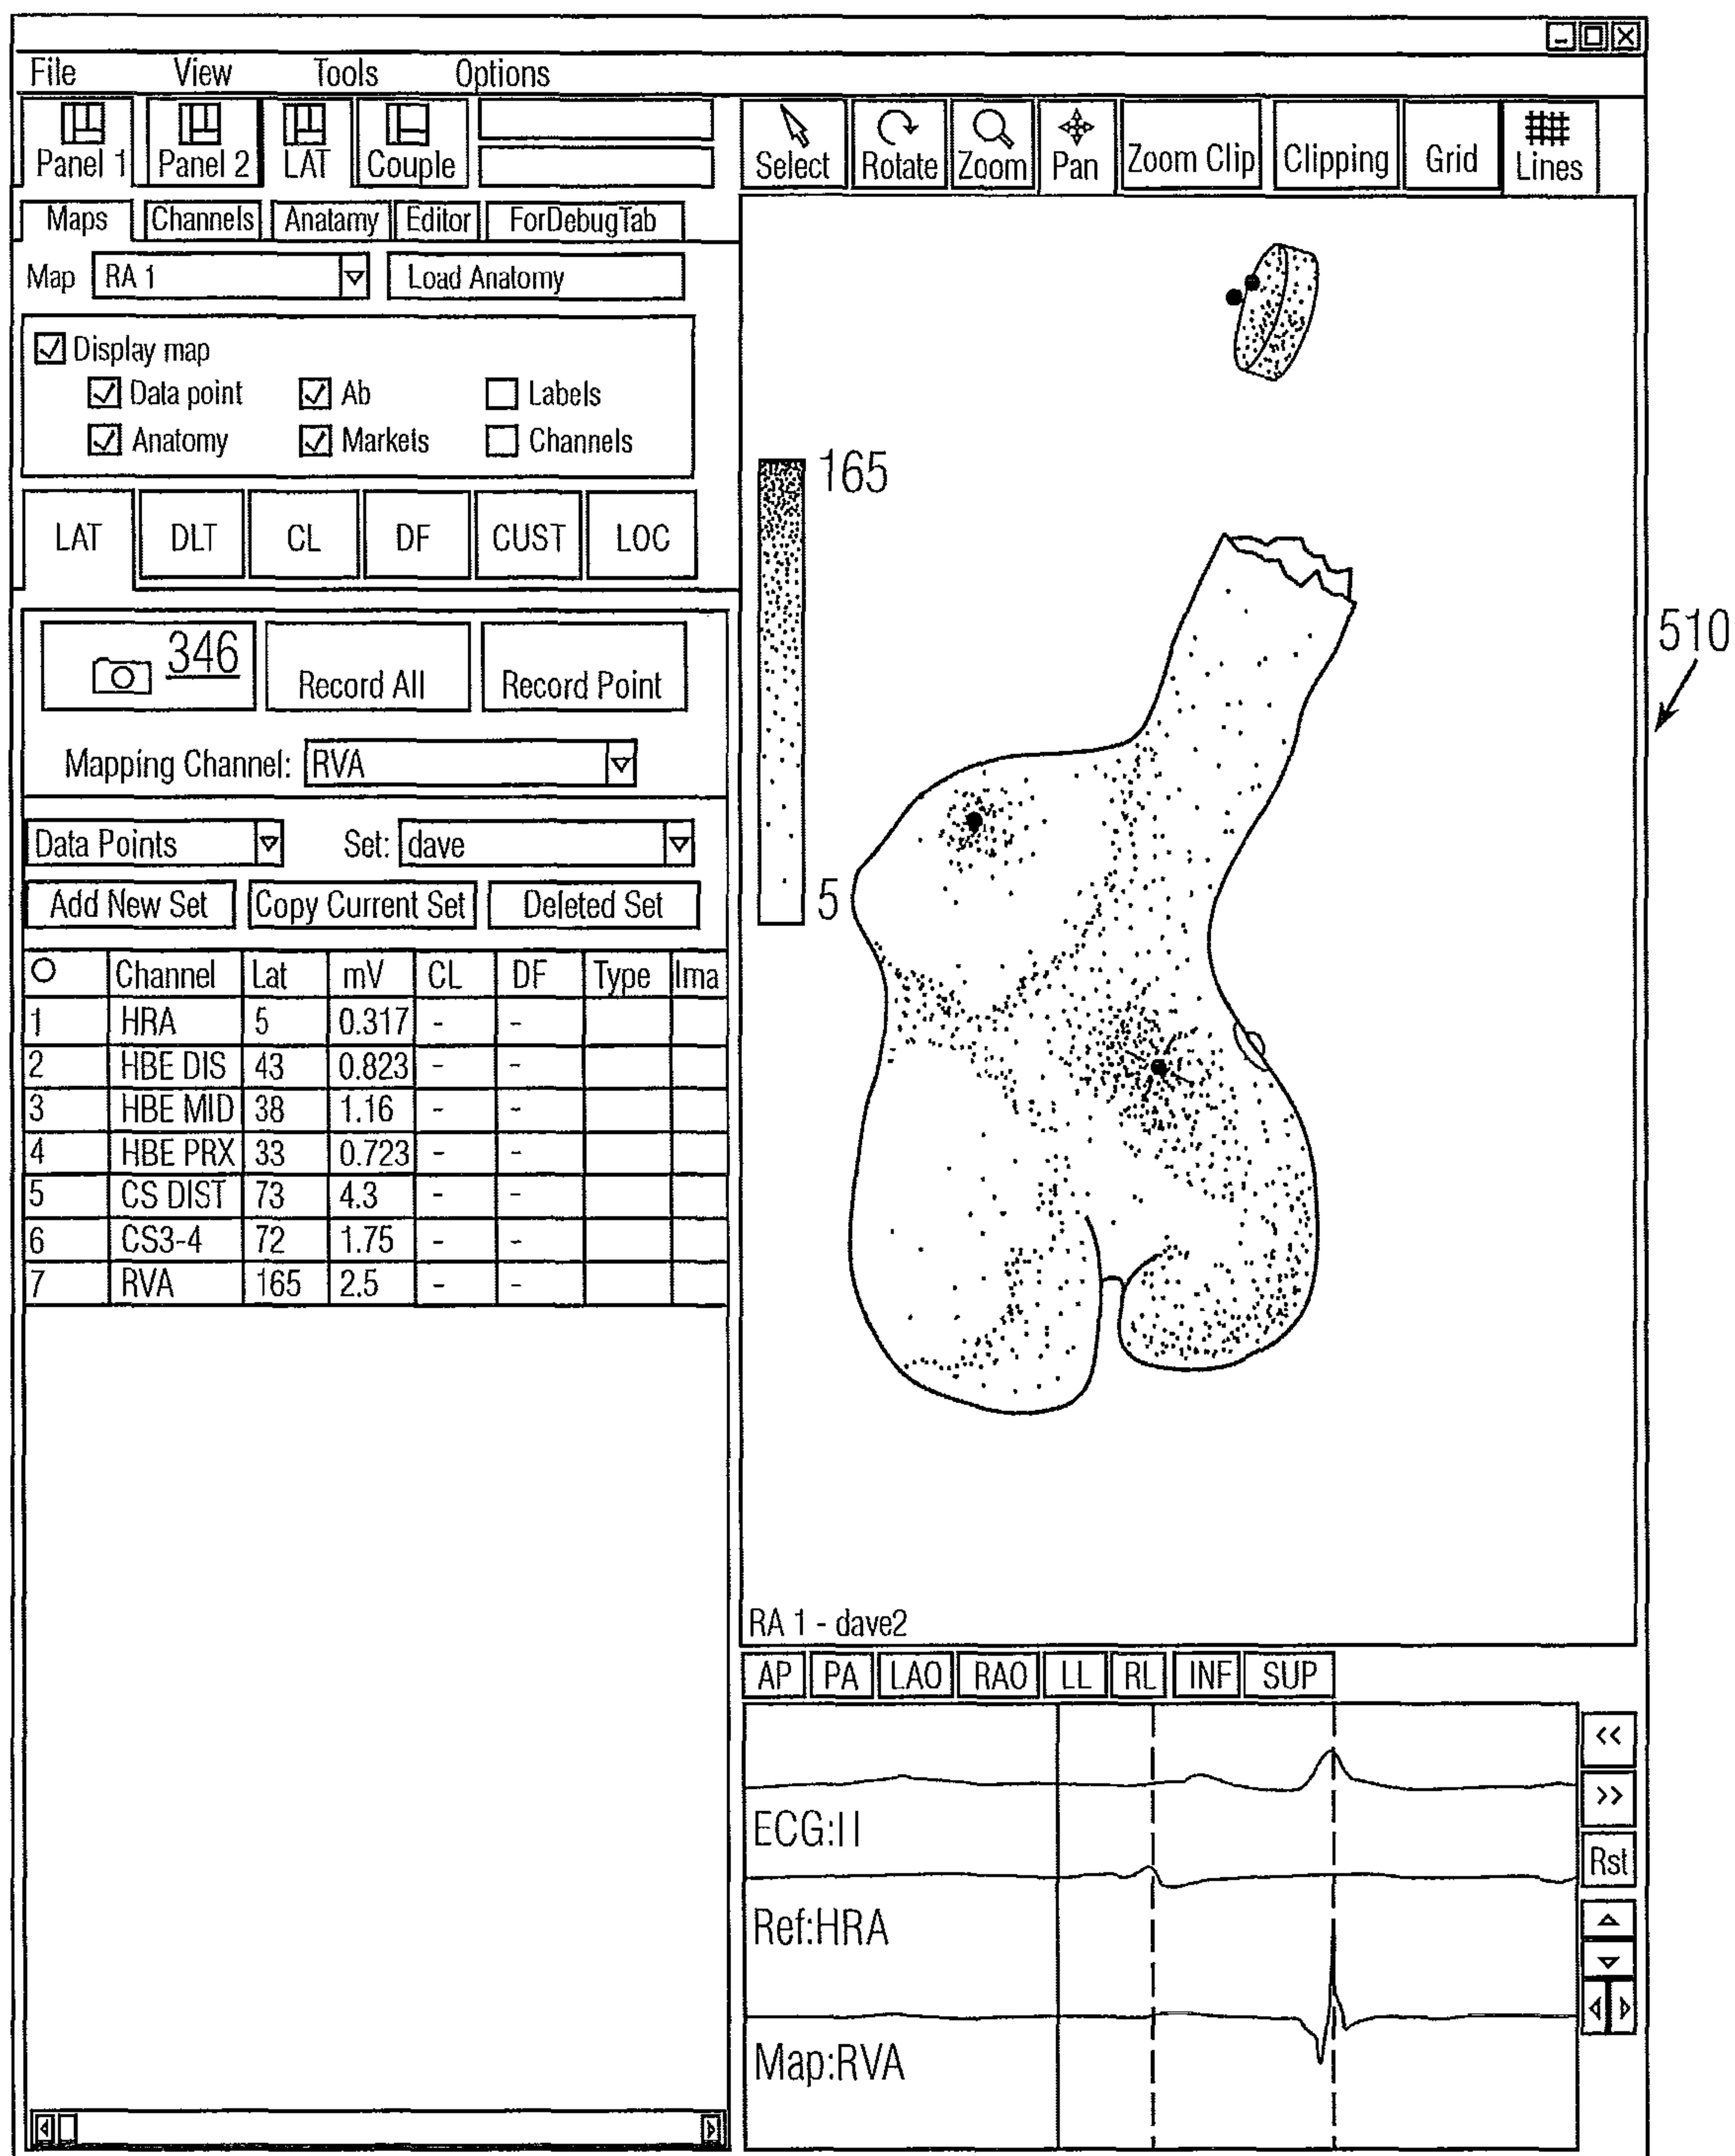 File View Tools Options
Panel 1 Panel 2 LAT Couple
Select Rotate Zoom Pan Zoom Clip Clipping Grid Lines
Maps Channels Anatamy Editor ForDebugTab
Map RA 1 Load Anatomy
Display map
Data point Ab Labels
Anatomy Markets Channels
165
LAT DLT CL DF CUST LOC
510
346 Record All Record Point
Mapping Channel: RVA
Data Points Set: dave
5
Add New Set Copy Current Set Deleted Set
O Channel Lat mV CL DF Type Ima
1 HRA 5 0.317 - -
2 HBE DIS 43 0.823 - -
3 HBE MID 38 1.16 - -
4 HBE PRX 33 0.723 - -
5 CS DIST 73 4.3 - -
6 CS3-4 72 1.75 - -
7 RVA 165 2.5 - -
RA 1 - dave2
AP PA LAO RAO LL RL INF SUP
<<
>>
ECG:II
Rst
Ref:HRA
Map:RVA